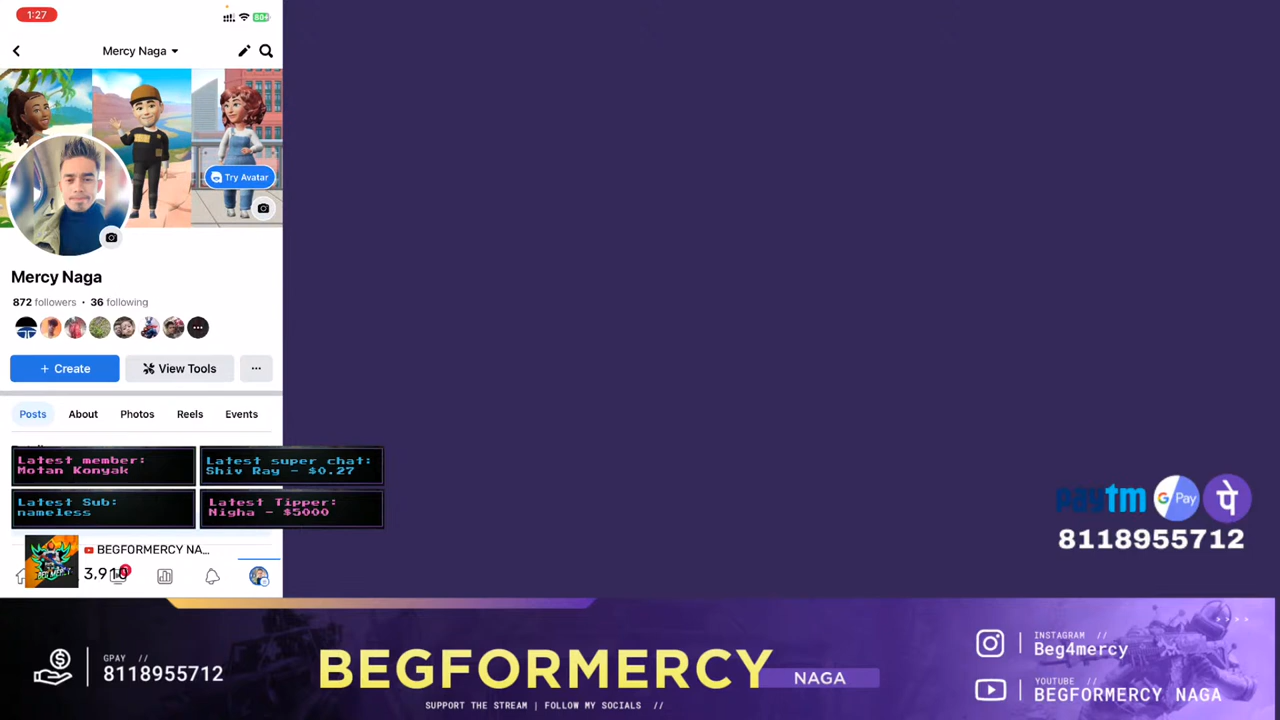 1:27
80+
Mercy Naga
Try Avatar
Mercy Naga
872 followers • 36 following
+ Create
View Tools
Posts
About
Photos
Reels
Events
Latest member:
Motan Konyak
Latest super chat:
Shiv Ray - $0.27
Latest Sub:
nameless
Latest Tipper:
Nigha - $5000
BEGFORMERCY NA...
3,910
paytm
G Pay
पे
8118955712
GPAY //
8118955712
BEGFORMERCY
NAGA
SUPPORT THE STREAM | FOLLOW MY SOCIALS //
> > > >
INSTAGRAM //
Beg4mercy
YOUTUBE //
BEGFORMERCY NAGA